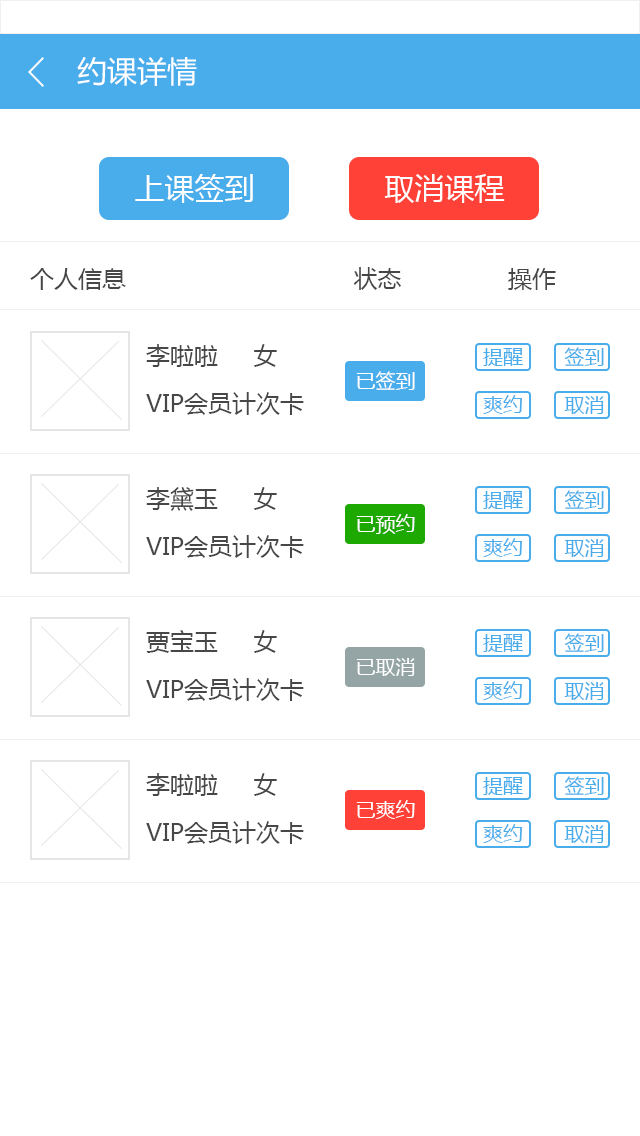 约课详情
上课签到 取消课程
个人信息 状态 操作
李啦啦 女 提醒 签到
已签到
VIP会员计次卡 爽约 取消
李黛玉 女 提醒 签到
已预约
VIP会员计次卡 爽约 取消
贾宝玉 女 提醒 签到
已取消
VIP会员计次卡 爽约 取消
李啦啦 女 提醒 签到
已爽约
VIP会员计次卡 爽约 取消